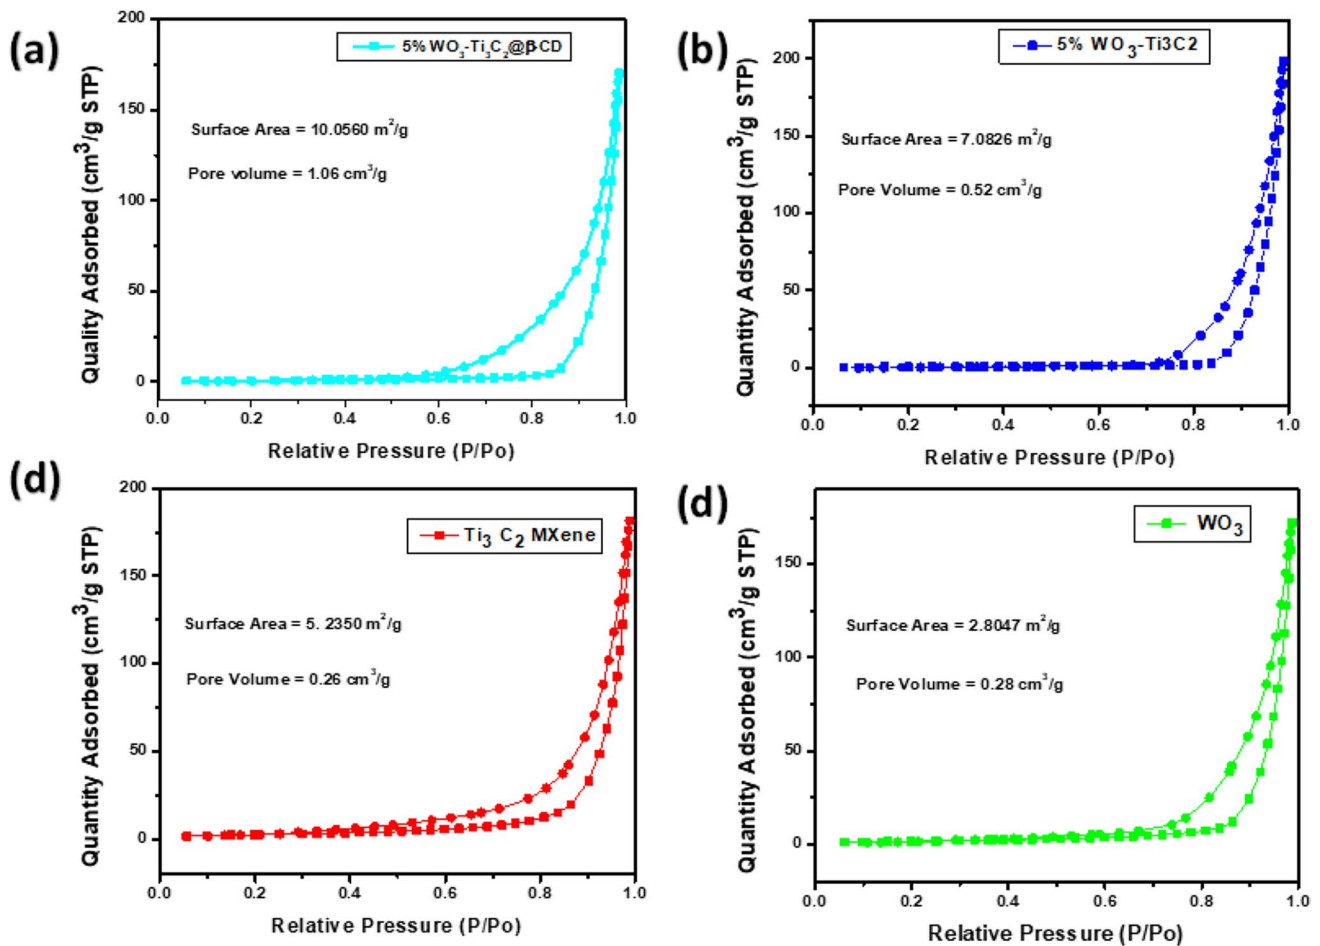 (a)
5% WO3-Ti3C2@βCD
Surface Area = 10.0560 m²/g
Pore volume = 1.06 cm³/g
Quality Adsorbed (cm³/g STP)
200
150
100
50
0
0.0 0.2 0.4 0.6 0.8 1.0
Relative Pressure (P/Po)
(b)
5% WO3-Ti3C2
Surface Area = 7.0826 m²/g
Pore Volume = 0.52 cm³/g
Quantity Adsorbed (cm³/g STP)
200
150
100
50
0
0.0 0.2 0.4 0.6 0.8 1.0
Relative Pressure (P/Po)
(d)
Ti3 C2 MXene
Surface Area = 5. 2350 m²/g
Pore Volume = 0.26 cm³/g
Quantity Adsorbed (cm³/g STP)
200
150
100
50
0
0.0 0.2 0.4 0.6 0.8 1.0
Relative Pressure (P/Po)
(d)
WO3
Surface Area = 2.8047 m²/g
Pore Volume = 0.28 cm³/g
Quantity Adsorbed (cm³/g STP)
150
100
50
0
0.0 0.2 0.4 0.6 0.8 1.0
Relative Pressure (P/Po)